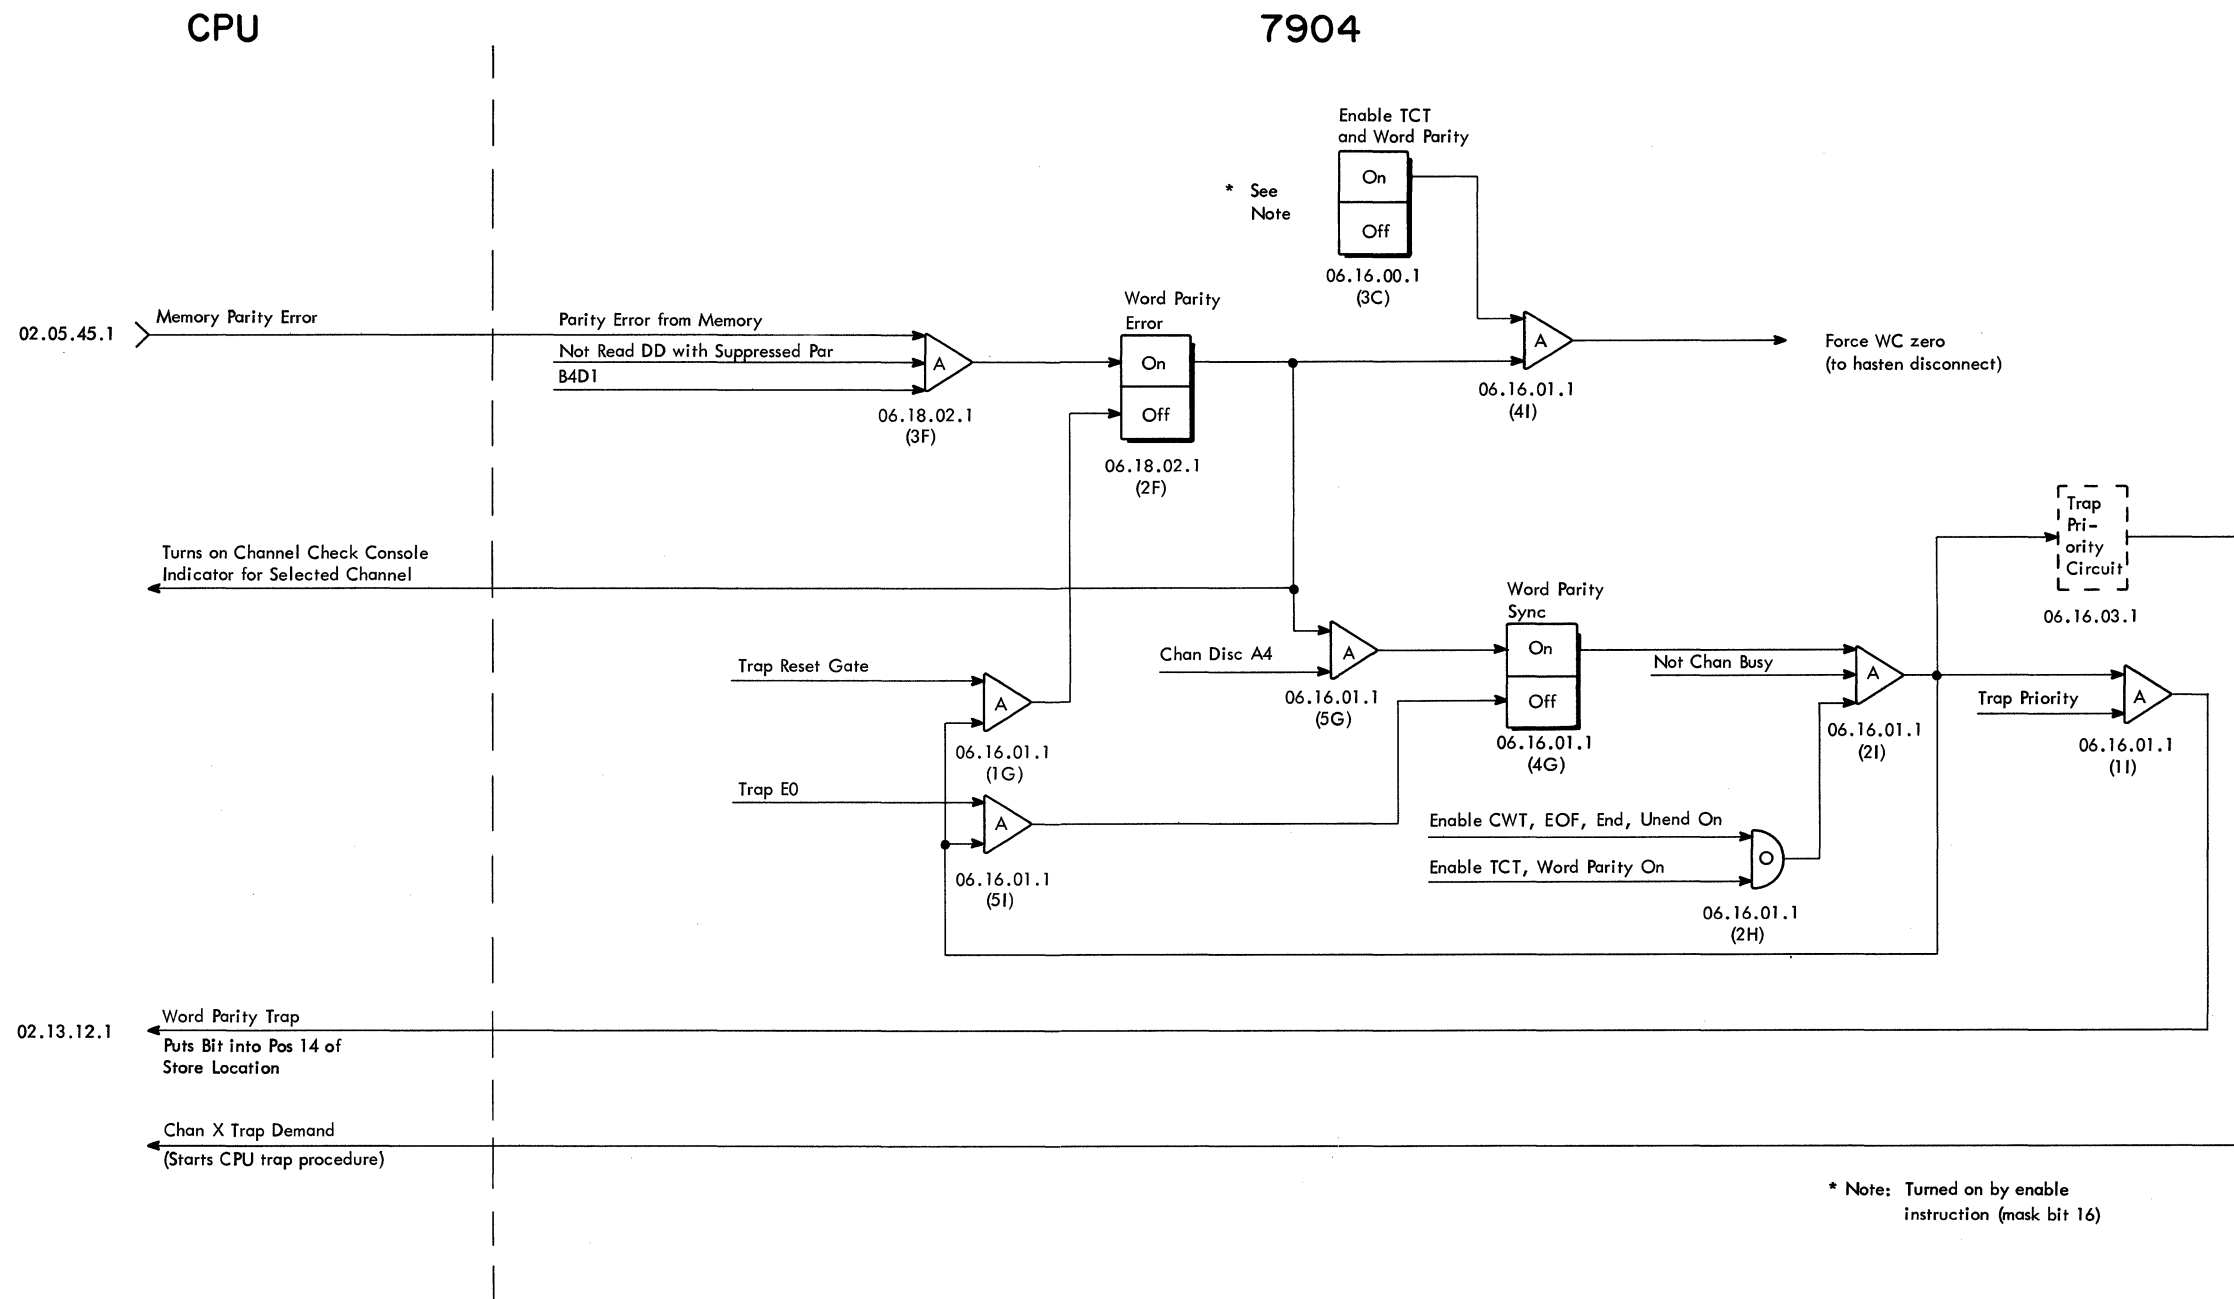 CPU
7904
Enable TCT
and Word Parity
On
Off
* See
Note
06.16.00.1
(3C)
02.05.45.1
Memory Parity Error
Parity Error from Memory
Not Read DD with Suppressed Par
B4D1
A
06.18.02.1
(3F)
Word Parity
Error
On
Off
06.18.02.1
(2F)
A
06.16.01.1
(4I)
Force WC zero
(to hasten disconnect)
Turns on Channel Check Console
Indicator for Selected Channel
Trap
Pri-
ority
Circuit
06.16.03.1
Trap Reset Gate
A
06.16.01.1
(1G)
Chan Disc A4
A
06.16.01.1
(5G)
Word Parity
Sync
On
Off
06.16.01.1
(4G)
Not Chan Busy
A
06.16.01.1
(2I)
Trap Priority
A
06.16.01.1
(1I)
Trap E0
A
06.16.01.1
(5I)
Enable CWT, EOF, End, Unend On
Enable TCT, Word Parity On
O
06.16.01.1
(2H)
02.13.12.1
Word Parity Trap
Puts Bit into Pos 14 of
Store Location
Chan X Trap Demand
(Starts CPU trap procedure)
* Note: Turned on by enable
instruction (mask bit 16)